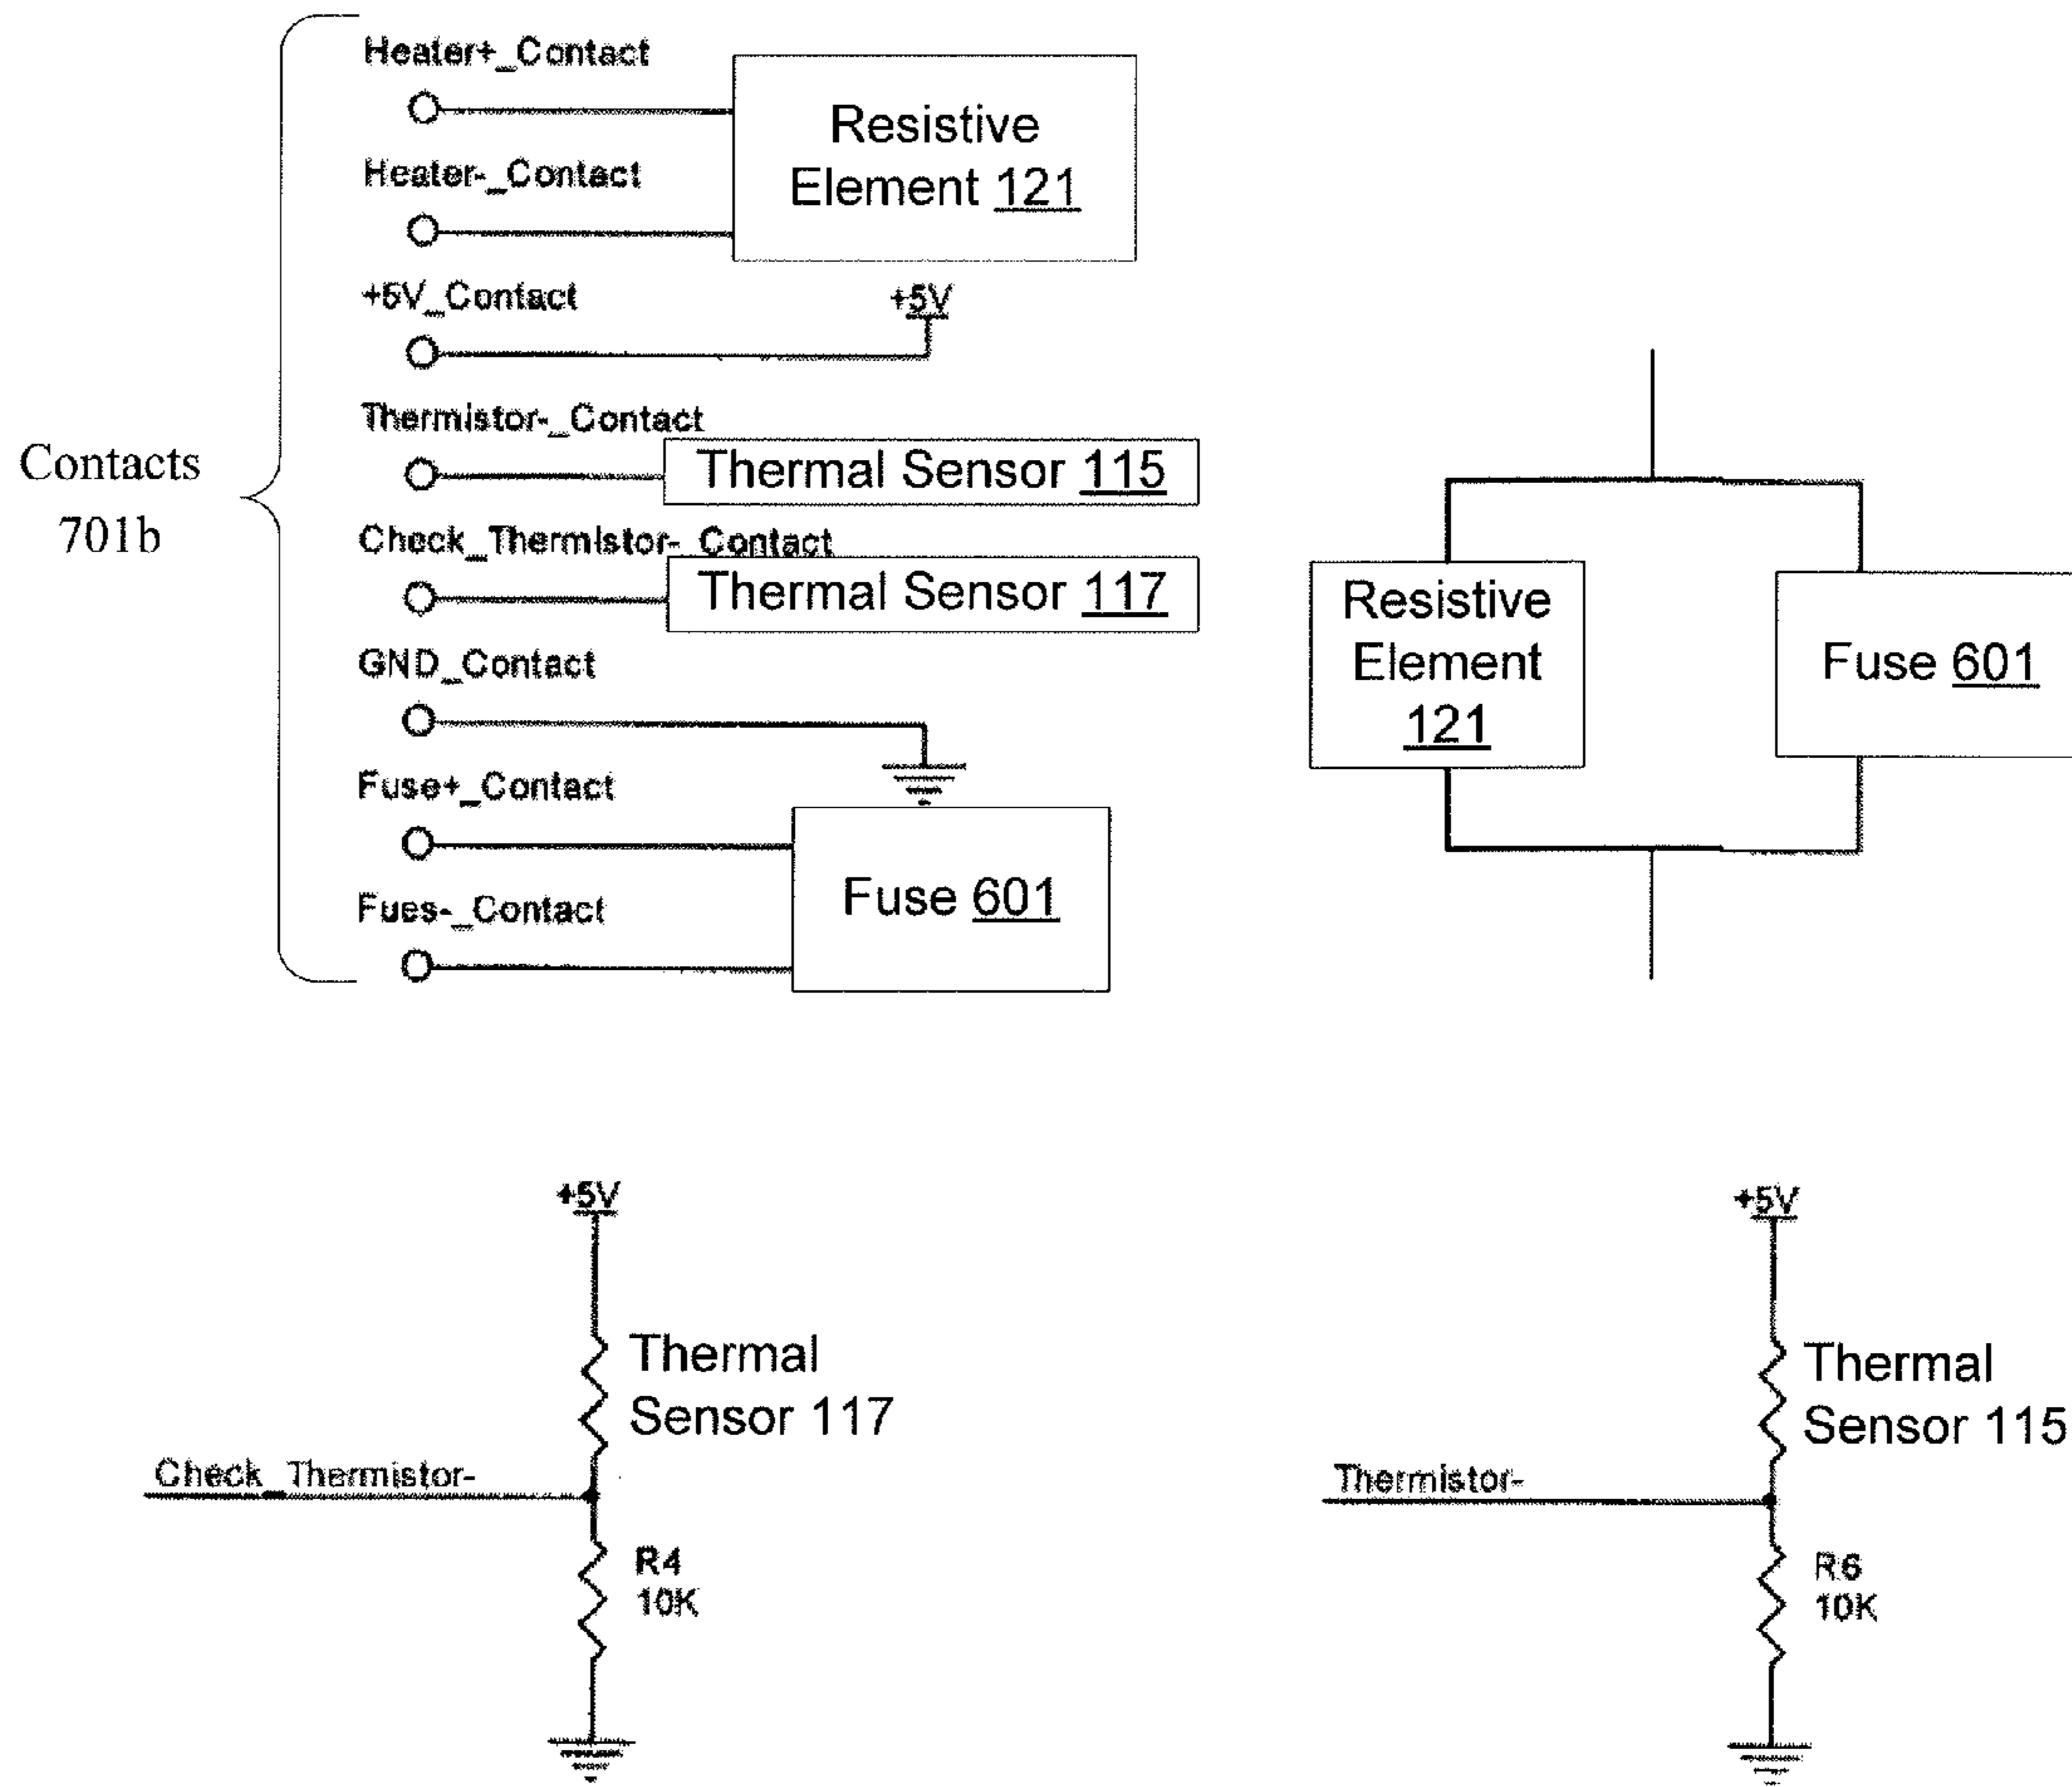 Heater+_Contact
Resistive
Element 121
Heater-_Contact
+5V_Contact
+5V
Thermistor-_Contact
Thermal Sensor 115
Contacts
701b
Check_Thermistor-_Contact
Thermal Sensor 117
GND_Contact
Fuse+_Contact
Fuse 601
Fues-_Contact
Resistive
Element
121
Fuse 601
+5V
Thermal
Sensor 117
Check_Thermistor-
R4
10K
+5V
Thermal
Sensor 115
Thermistor-
R6
10K